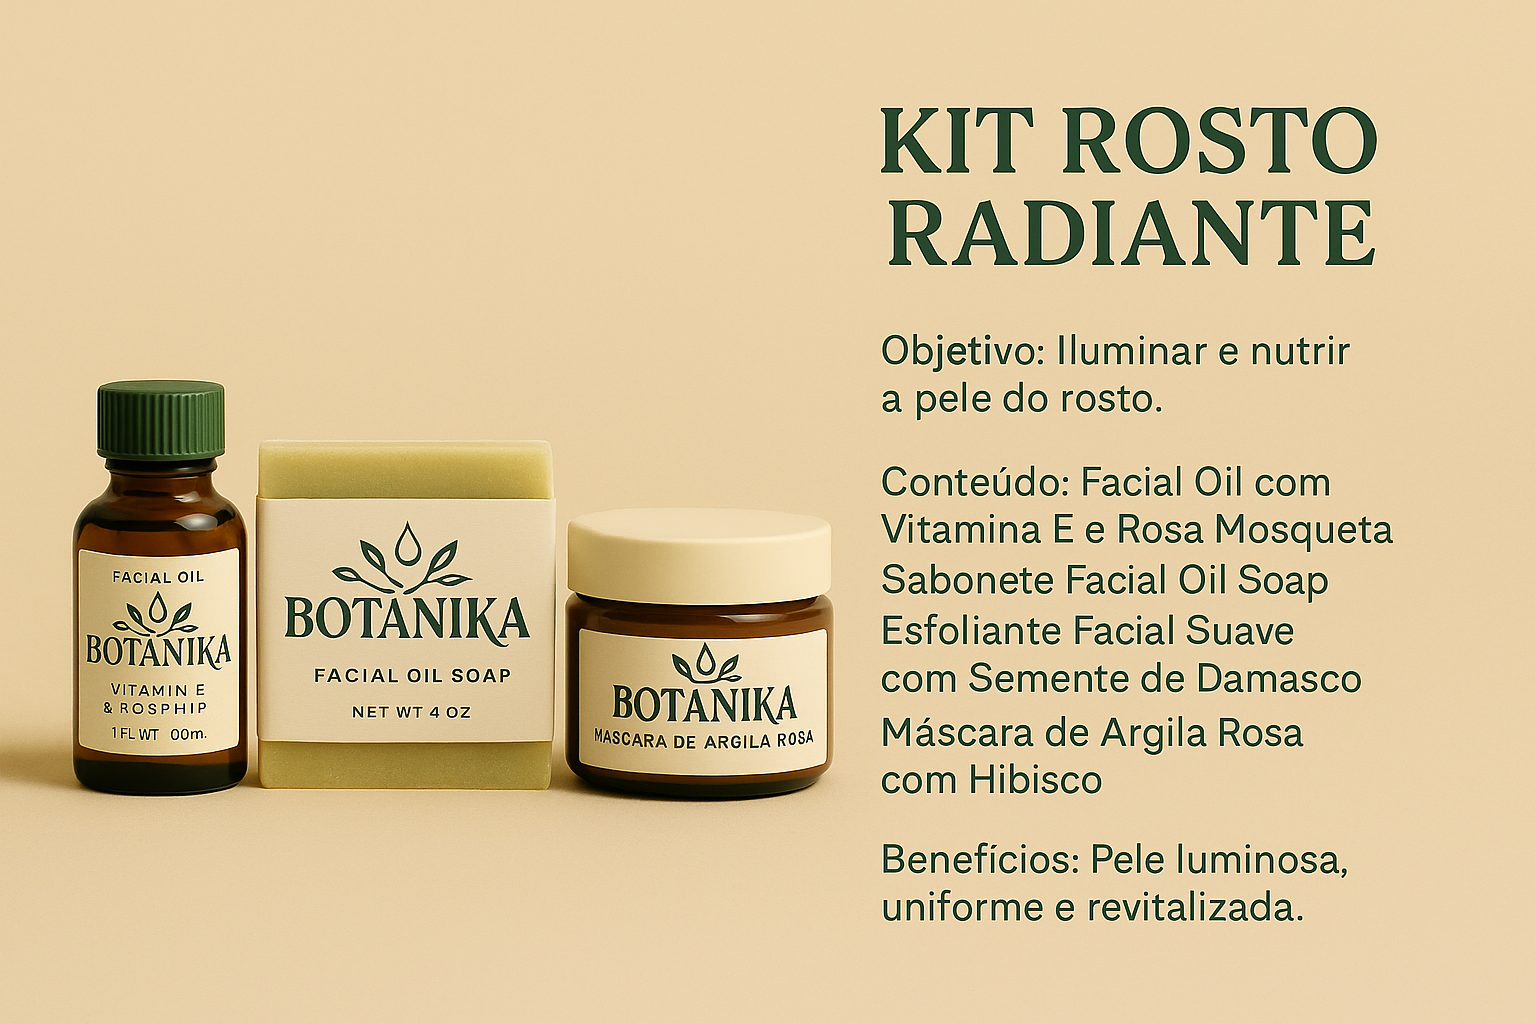 KIT ROSTO
RADIANTE
Objetivo: Iluminar e nutrir
a pele do rosto.
Conteúdo: Facial Oil com
Vitamina E e Rosa Mosqueta
Sabonete Facial Oil Soap
Esfoliante Facial Suave
com Semente de Damasco
Máscara de Argila Rosa
com Hibisco
Benefícios: Pele luminosa,
uniforme e revitalizada.
FACIAL OIL
BOTANIKA
VITAMIN E
& ROSPHIP
1 FL WT 00m.
BOTANIKA
FACIAL OIL SOAP
NET WT 4 OZ
BOTANIKA
MASCARA DE ARGILA ROSA